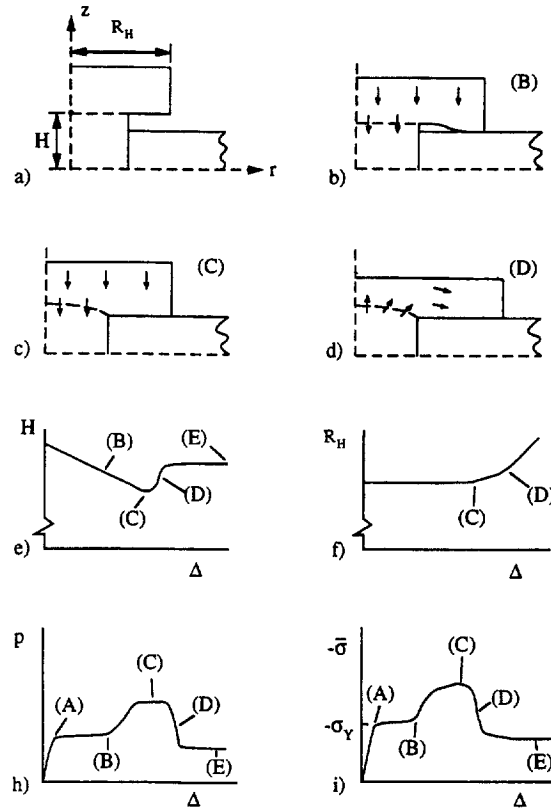 z
R_H
H
r
a)
(B)
b)
(C)
c)
(D)
d)
H
(B)
(E)
(C)
(D)
e)
Δ
R_H
(C)
(D)
f)
Δ
p
(A)
(B)
(C)
(D)
(E)
h)
Δ
-σ̄
(A)
-σ_Y
(B)
(C)
(D)
(E)
i)
Δ